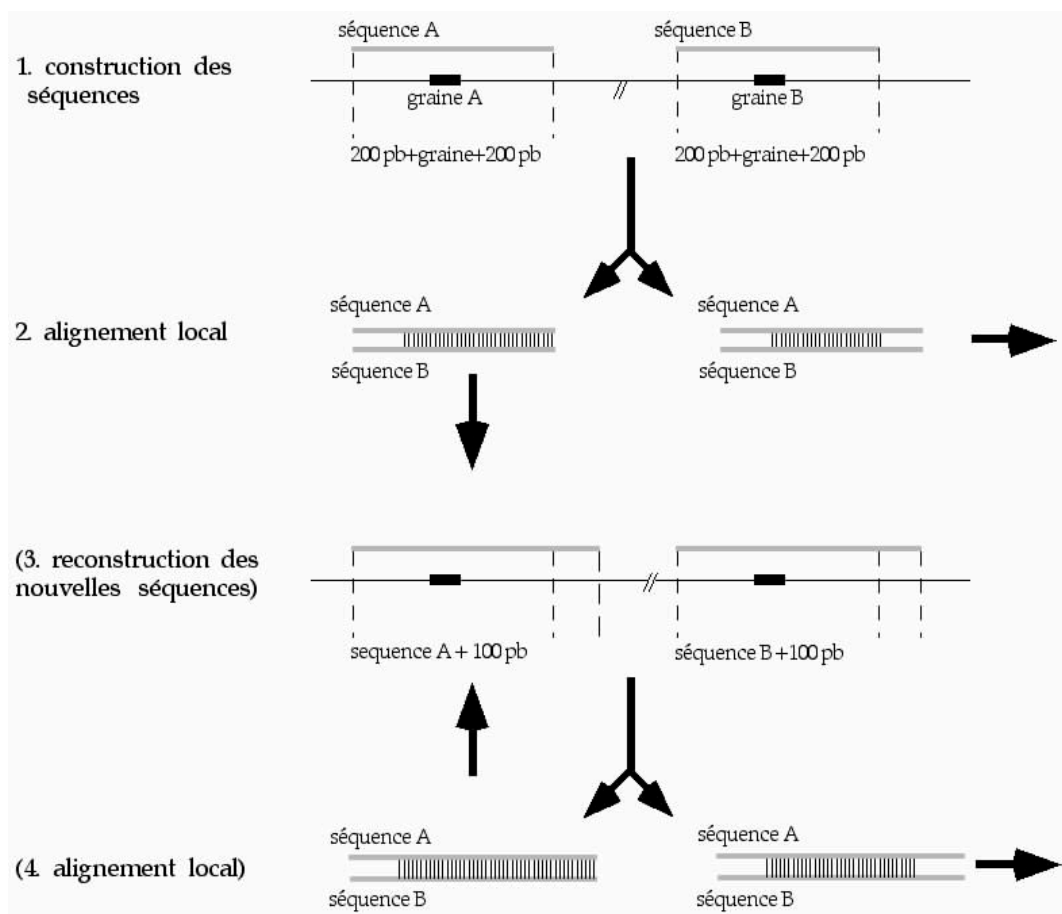 séquence A
séquence B
1. construction des
séquences
graine A
graine B
200 pb+graine+200 pb
200 pb+graine+200 pb
séquence A
séquence A
2. alignement local
séquence B
séquence B
(3. reconstruction des
nouvelles séquences)
sequence A + 100 pb
séquence B +100 pb
séquence A
séquence A
(4. alignement local)
séquence B
séquence B